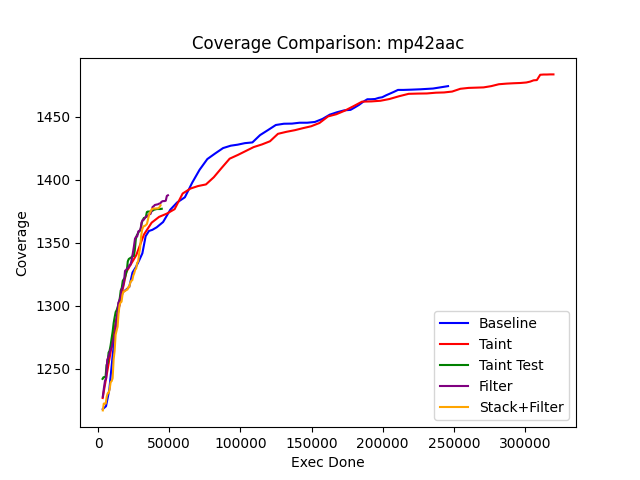 Coverage Comparison: mp42aac
Coverage
1450
1400
1350
1300
1250
0 50000 100000 150000 200000 250000 300000
Exec Done
Baseline
Taint
Taint Test
Filter
Stack+Filter